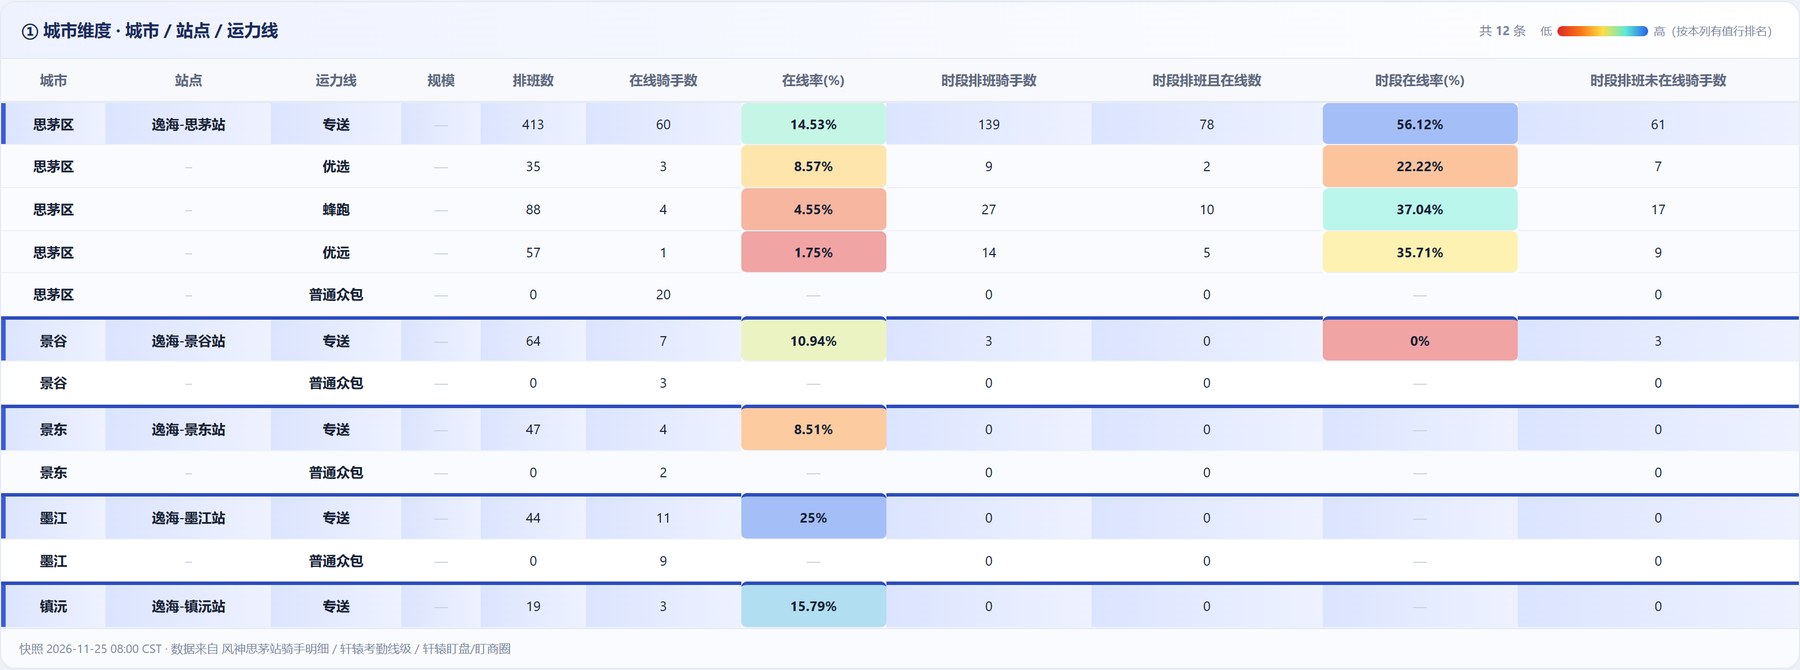 ① 城市维度 · 城市 / 站点 / 运力线
共 12 条 低 高 (按本列有值行排名)
城市 站点 运力线 规模 排班数 在线骑手数 在线率(%) 时段排班骑手数 时段排班且在线数 时段在线率(%) 时段排班未在线骑手数
思茅区 逸海-思茅站 专送 — 413 60 14.53% 139 78 56.12% 61
思茅区 – 优选 — 35 3 8.57% 9 2 22.22% 7
思茅区 – 蜂跑 — 88 4 4.55% 27 10 37.04% 17
思茅区 – 优远 — 57 1 1.75% 14 5 35.71% 9
思茅区 – 普通众包 — 0 20 — 0 0 — 0
景谷 逸海-景谷站 专送 — 64 7 10.94% 3 0 0% 3
景谷 – 普通众包 — 0 3 — 0 0 — 0
景东 逸海-景东站 专送 — 47 4 8.51% 0 0 — 0
景东 – 普通众包 — 0 2 — 0 0 — 0
墨江 逸海-墨江站 专送 — 44 11 25% 0 0 — 0
墨江 – 普通众包 — 0 9 — 0 0 — 0
镇沅 逸海-镇沅站 专送 — 19 3 15.79% 0 0 — 0
快照 2026-11-25 08:00 CST · 数据来自 风神思茅站骑手明细 / 轩辕考勤线级 / 轩辕盯盘/盯商圈